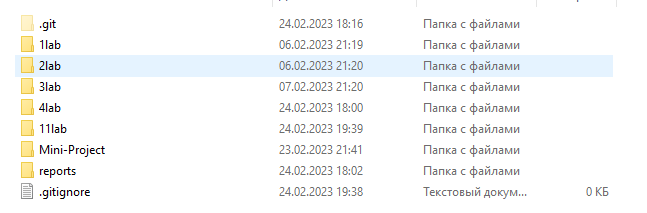 .git 24.02.2023 18:16 Папка с файлами
1lab 06.02.2023 21:19 Папка с файлами
2lab 06.02.2023 21:20 Папка с файлами
3lab 07.02.2023 21:20 Папка с файлами
4lab 24.02.2023 18:00 Папка с файлами
11lab 24.02.2023 19:39 Папка с файлами
Mini-Project 23.02.2023 21:41 Папка с файлами
reports 24.02.2023 18:02 Папка с файлами
.gitignore 24.02.2023 19:38 Текстовый докум... 0 КБ